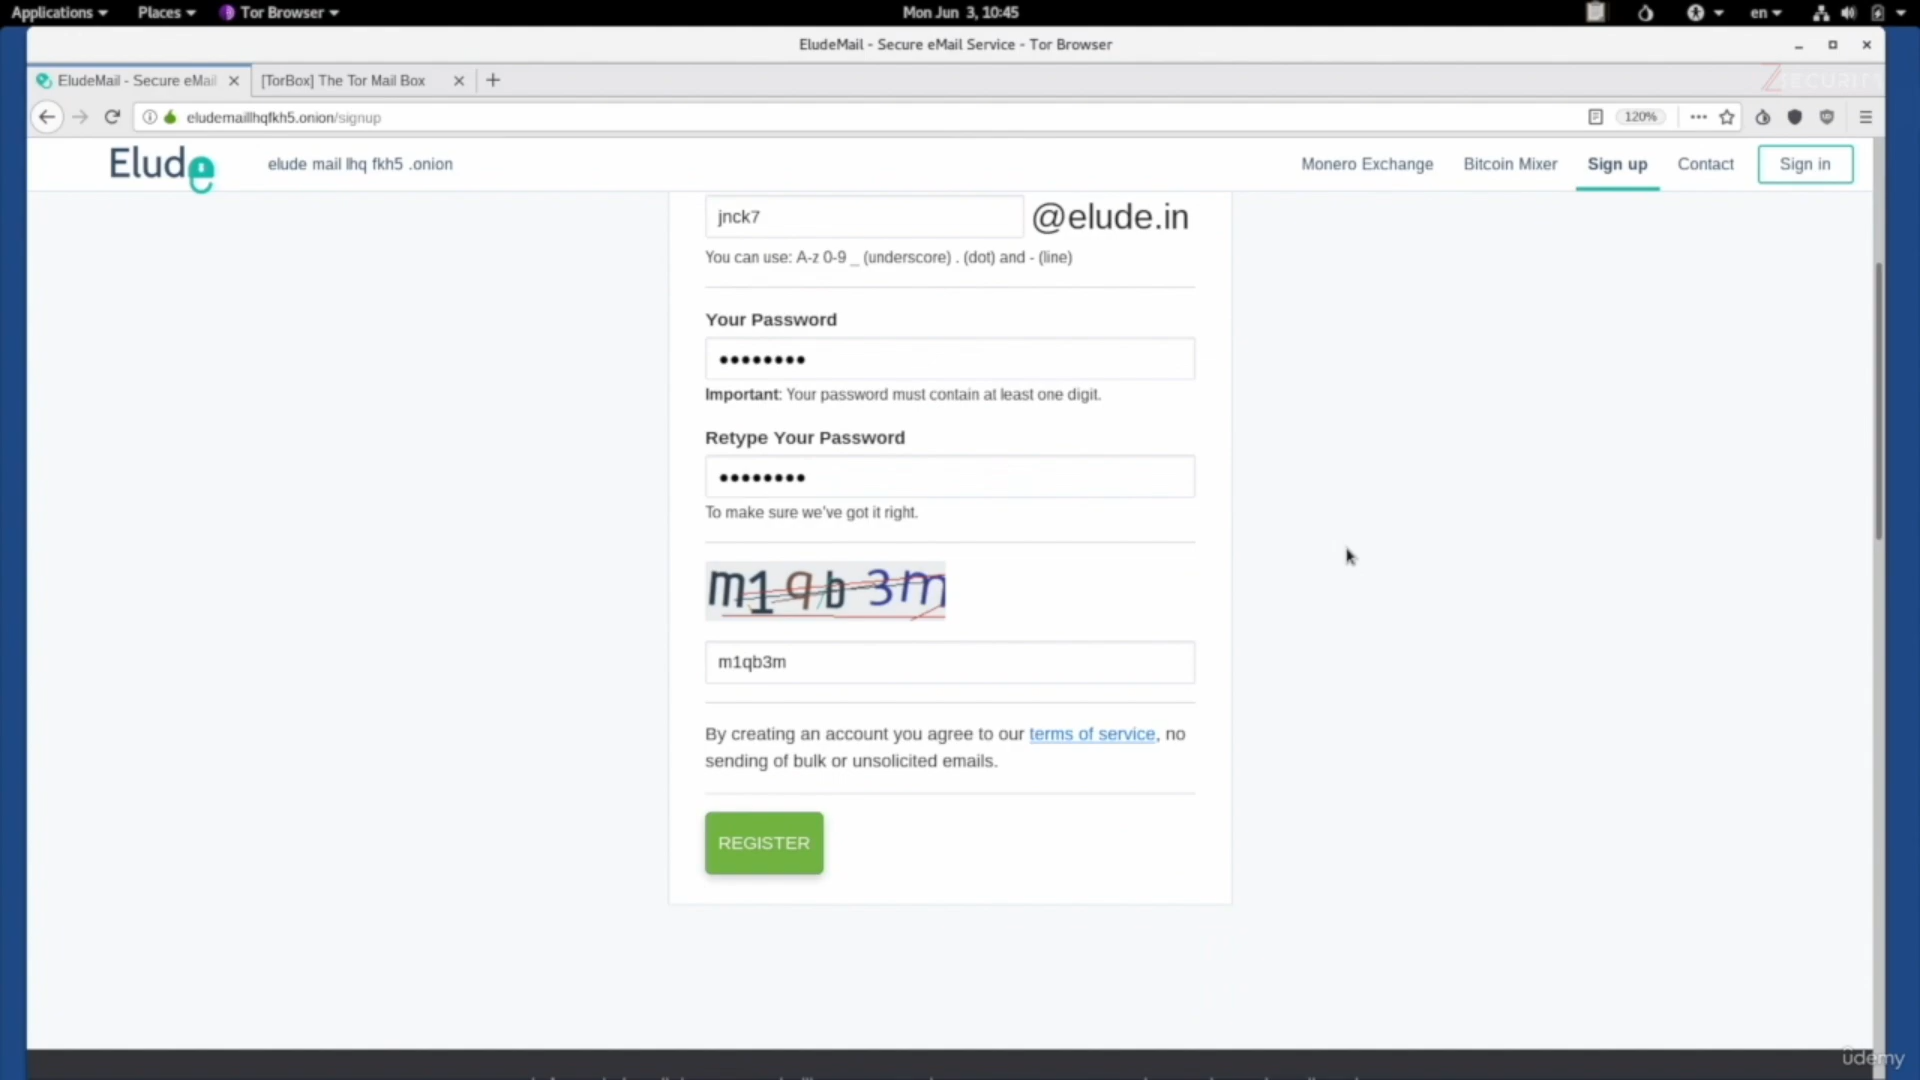 Applications Places Tor Browser Mon Jun 3, 10:45 en
EludeMail - Secure eMail Service - Tor Browser
EludeMail - Secure eMail [TorBox] The Tor Mail Box
ZSECURITY
eludemaillhqfkh5.onion/signup 120%
Elude elude mail lhq fkh5 .onion Monero Exchange Bitcoin Mixer Sign up Contact Sign in
jnck7 @elude.in
You can use: A-z 0-9 _ (underscore) . (dot) and - (line)
Your Password
••••••••
Important: Your password must contain at least one digit.
Retype Your Password
••••••••
To make sure we've got it right.
m1qb3m
m1qb3m
By creating an account you agree to our terms of service, no
sending of bulk or unsolicited emails.
REGISTER
ûdemy